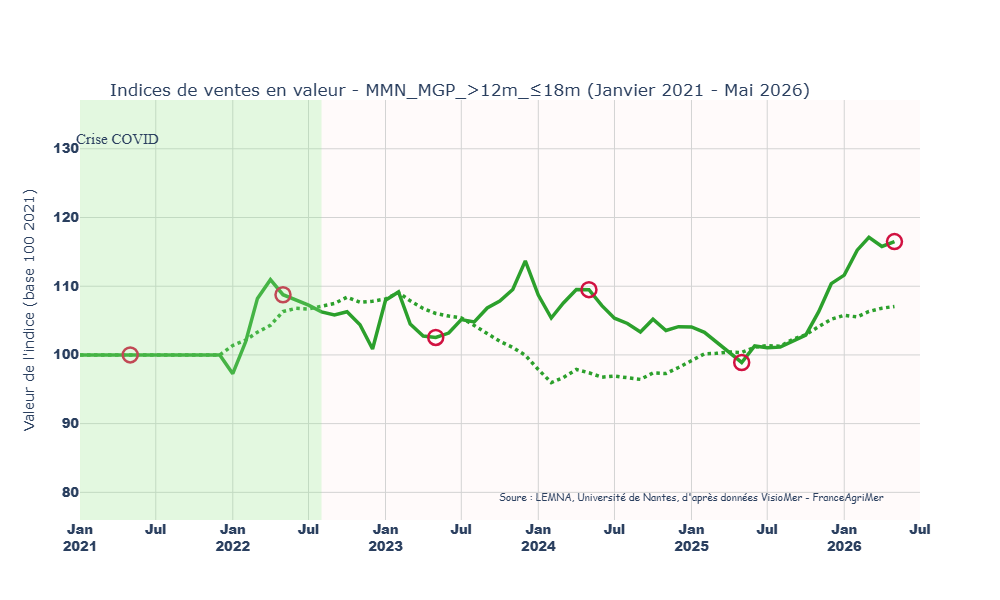 Indices de ventes en valeur - MMN_MGP_>12m_≤18m (Janvier 2021 - Mai 2026)
Crise COVID
Valeur de l'indice (base 100 2021)
130
120
110
100
90
80
Soure : LEMNA, Université de Nantes, d'après données VisioMer - FranceAgriMer
Jan Jul Jan Jul Jan Jul Jan Jul Jan Jul Jan Jul
2021 2022 2023 2024 2025 2026